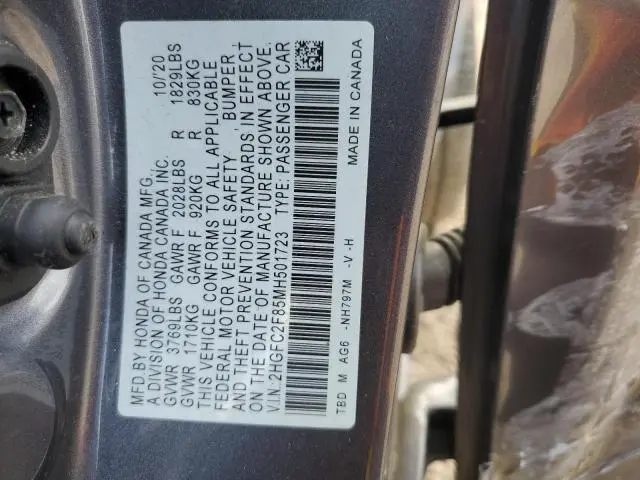 MFD BY HONDA OF CANADA MFG., 10/'20
A DIVISION OF HONDA CANADA INC.
GVWR 3769LBS GAWR F 2028LBS R 1829LBS
GVWR 1710KG GAWR F 920KG R 830KG
THIS VEHICLE CONFORMS TO ALL APPLICABLE
FEDERAL MOTOR VEHICLE SAFETY, BUMPER,
AND THEFT PREVENTION STANDARDS IN EFFECT
ON THE DATE OF MANUFACTURE SHOWN ABOVE.
V.I.N.:2HGFC2F85MH501723 TYPE: PASSENGER CAR
TBD M AG6 -NH797M -V -H MADE IN CANADA